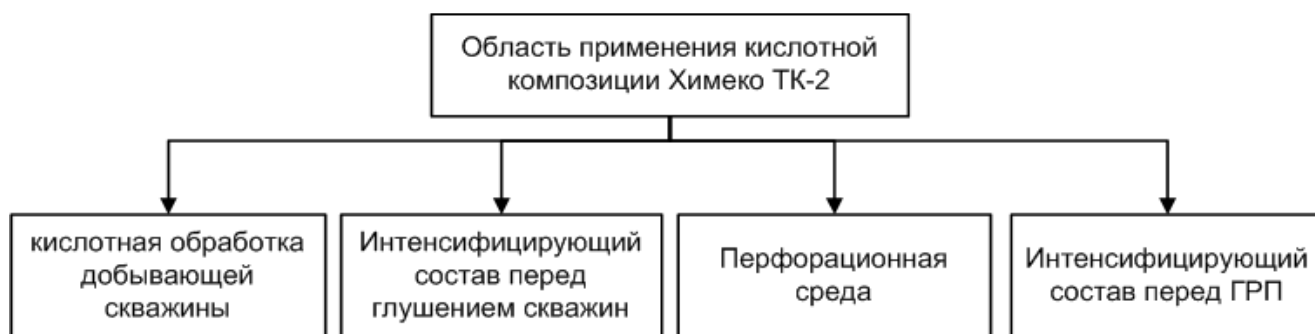 Область применения кислотной
композиции Химеко ТК-2
кислотная обработка
добывающей
скважины
Интенсифицирующий
состав перед
глушением скважин
Перфорационная
среда
Интенсифицирующий
состав перед ГРП